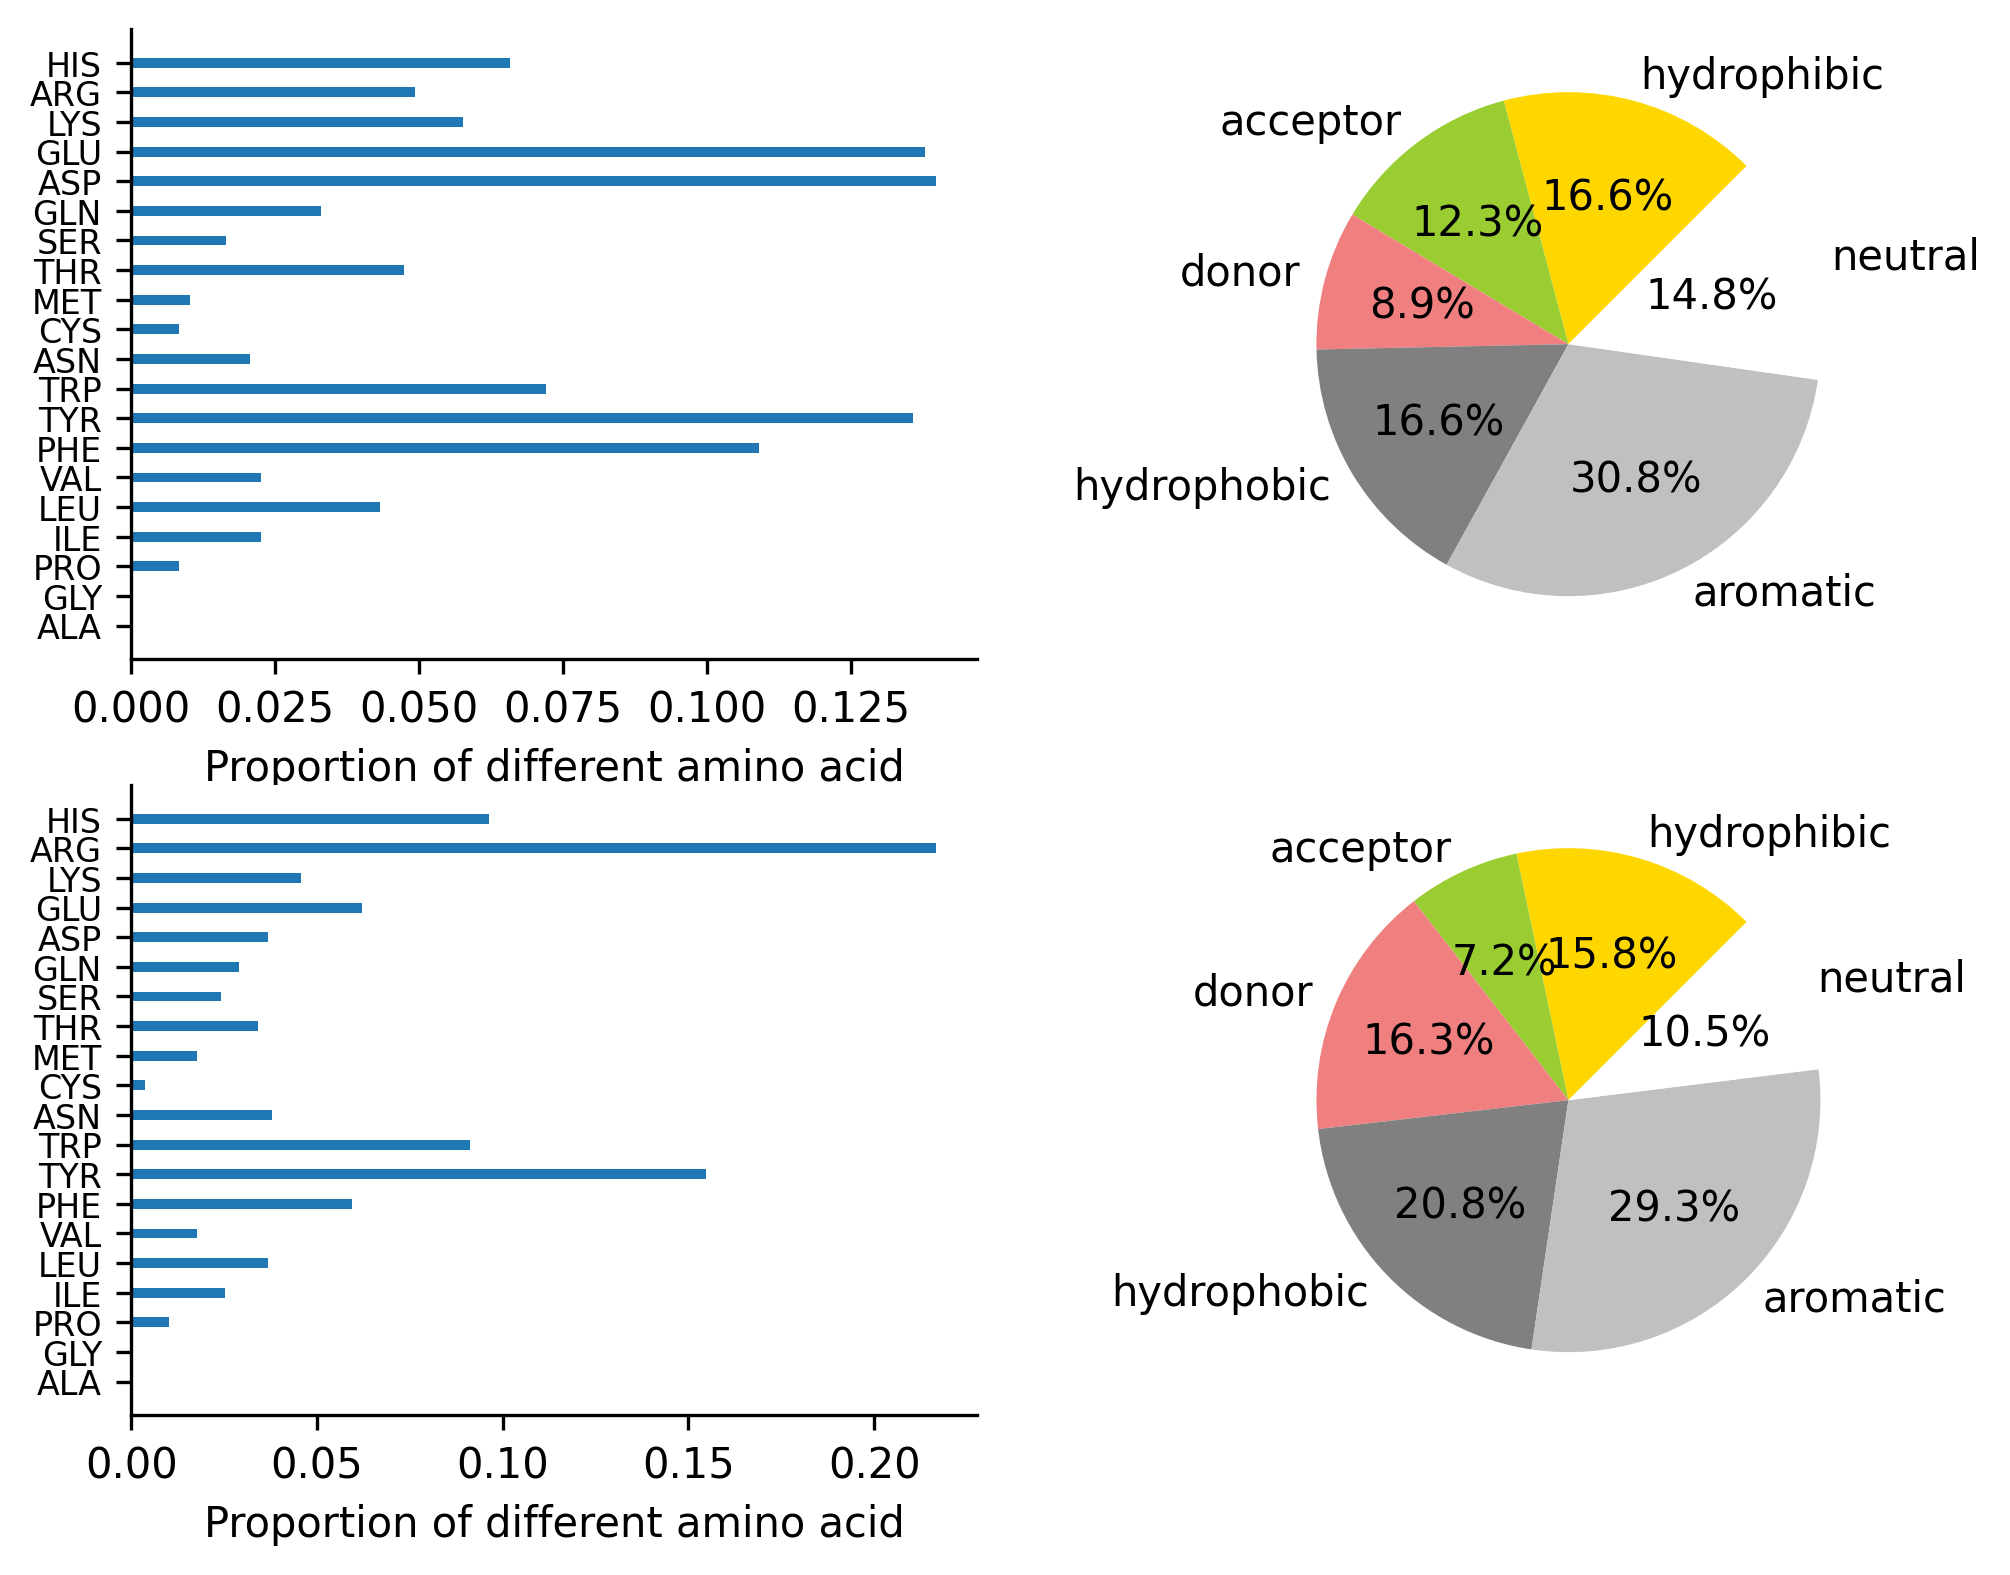 HIS
ARG
LYS
GLU
ASP
GLN
SER
THR
MET
CYS
ASN
TRP
TYR
PHE
VAL
LEU
ILE
PRO
GLY
ALA
0.000 0.025 0.050 0.075 0.100 0.125
Proportion of different amino acid
hydrophibic
acceptor
16.6%
12.3%
neutral
donor
14.8%
8.9%
16.6%
30.8%
hydrophobic
aromatic
HIS
ARG
LYS
GLU
ASP
GLN
SER
THR
MET
CYS
ASN
TRP
TYR
PHE
VAL
LEU
ILE
PRO
GLY
ALA
0.00 0.05 0.10 0.15 0.20
Proportion of different amino acid
hydrophibic
acceptor
7.2%
15.8%
neutral
donor
16.3%
10.5%
20.8%
29.3%
hydrophobic
aromatic